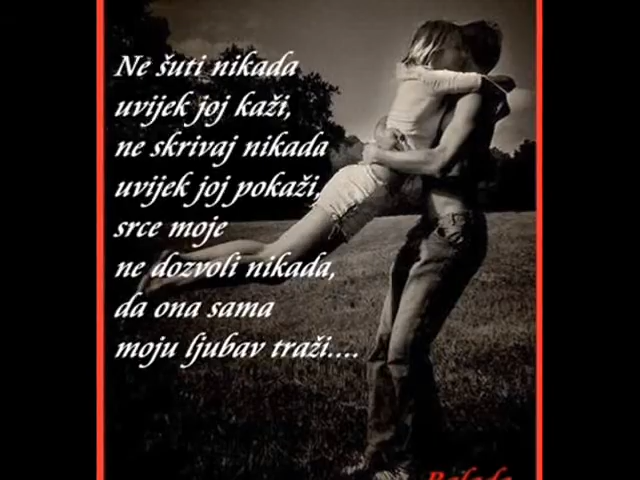 Ne šuti nikada
uvijek joj kaži,
ne skrivaj nikada
uvijek joj pokaži,
srce moje
ne dozvoli nikada,
da ona sama
moju ljubav traži....